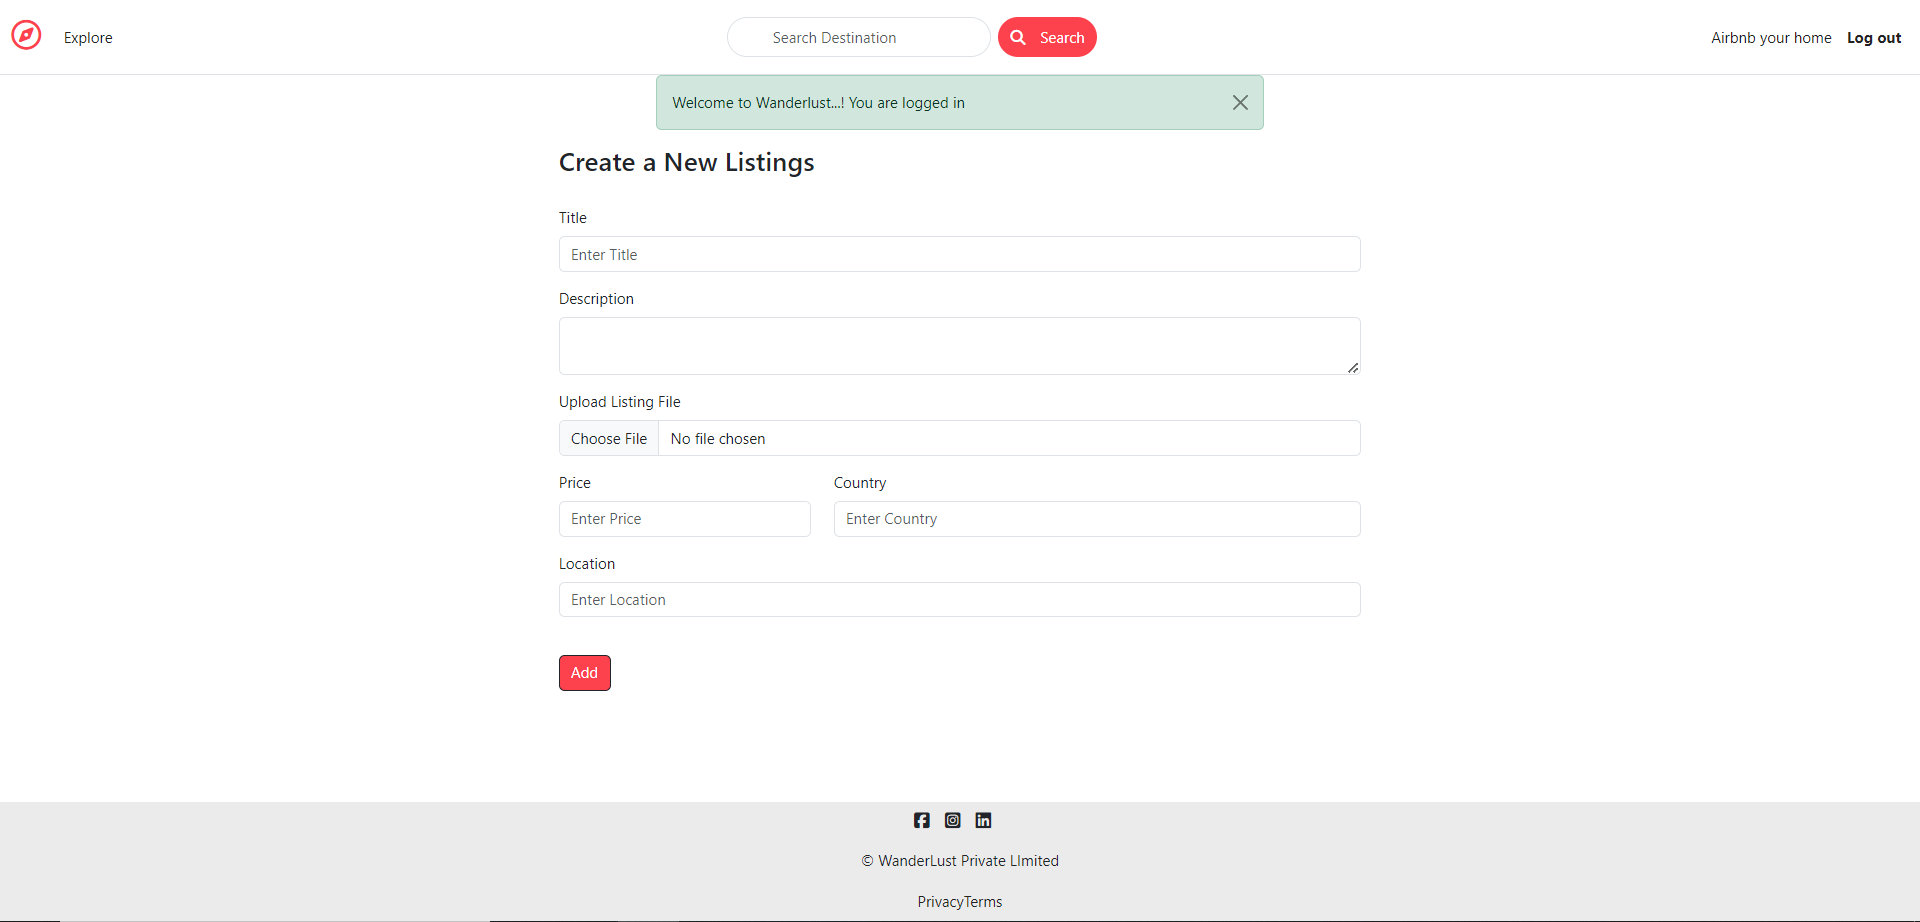 Explore
Search Destination
Search
Airbnb your home
Log out
Welcome to Wanderlust...! You are logged in
Create a New Listings
Title
Enter Title
Description
Upload Listing File
Choose File
No file chosen
Price
Country
Enter Price
Enter Country
Location
Enter Location
Add
© WanderLust Private LImited
PrivacyTerms